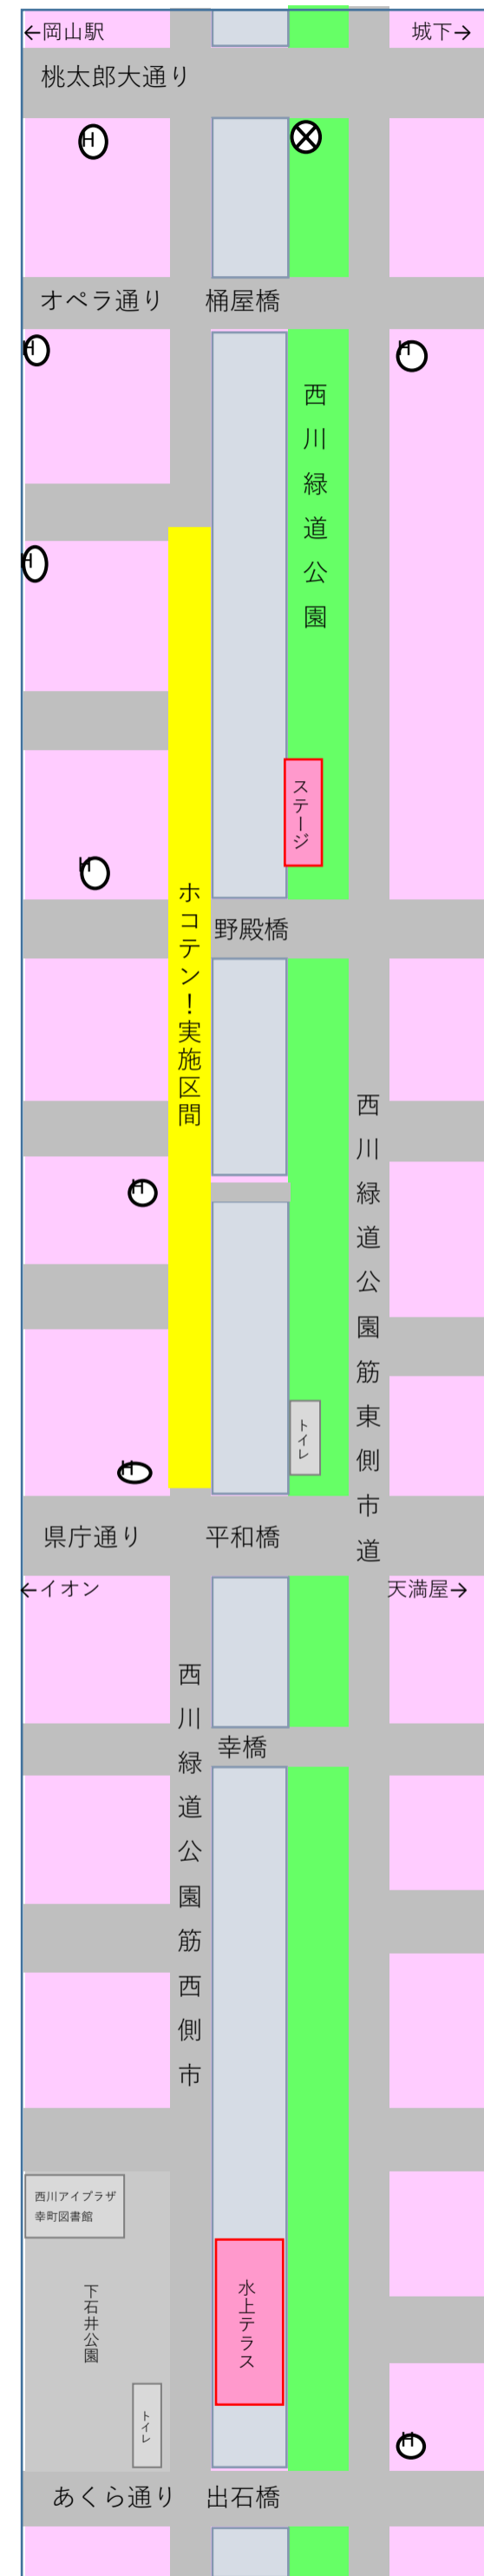 ←岡山駅
城下→
桃太郎大通り
H
オペラ通り
桶屋橋
H
H
西川緑道公園
H
ステージ
H
ホコテン！実施区間
野殿橋
西川緑道公園筋東側市道
H
トイレ
H
県庁通り
平和橋
←イオン
天満屋→
西川緑道公園筋西側市
幸橋
西川アイプラザ
幸町図書館
水上テラス
下石井公園
トイレ
H
あくら通り
出石橋